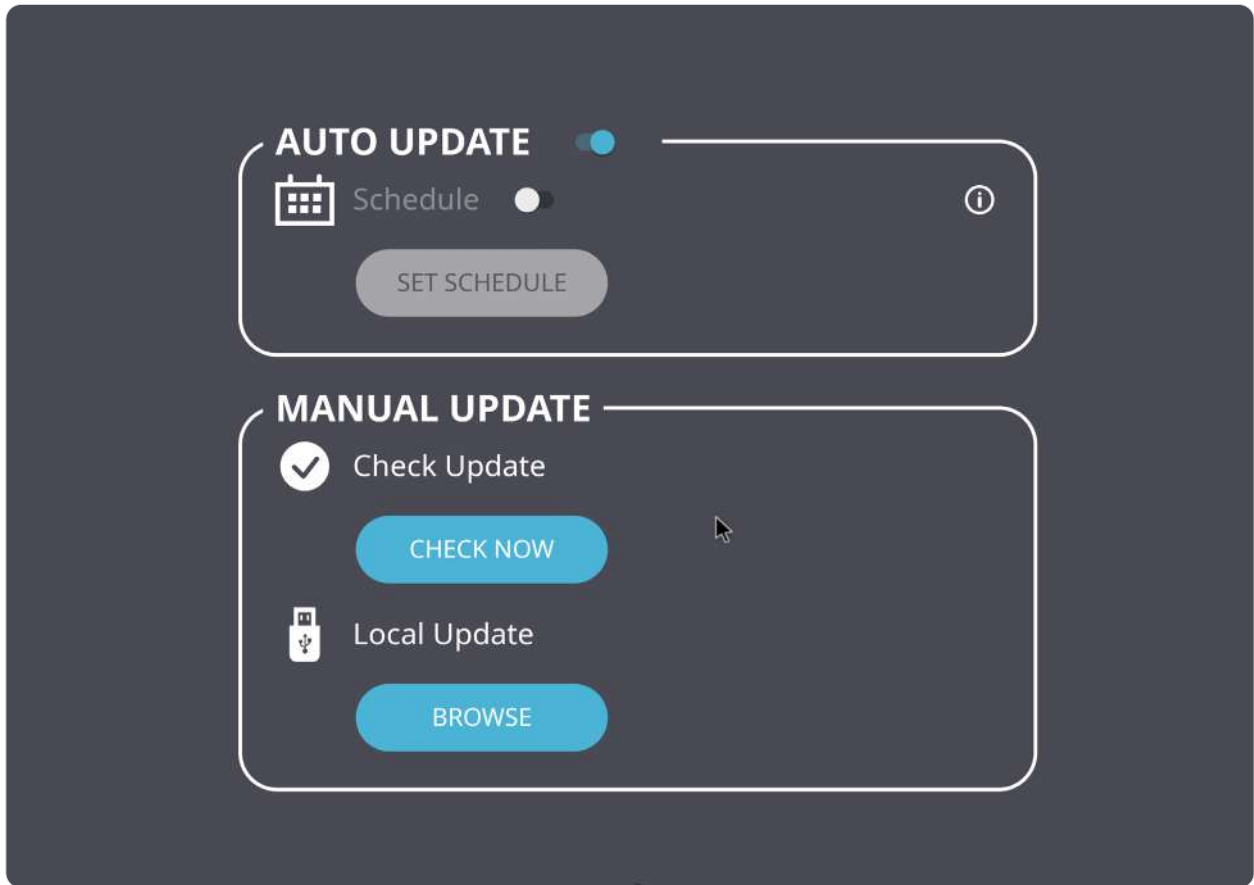 AUTO UPDATE
Schedule
SET SCHEDULE
MANUAL UPDATE
Check Update
CHECK NOW
Local Update
BROWSE